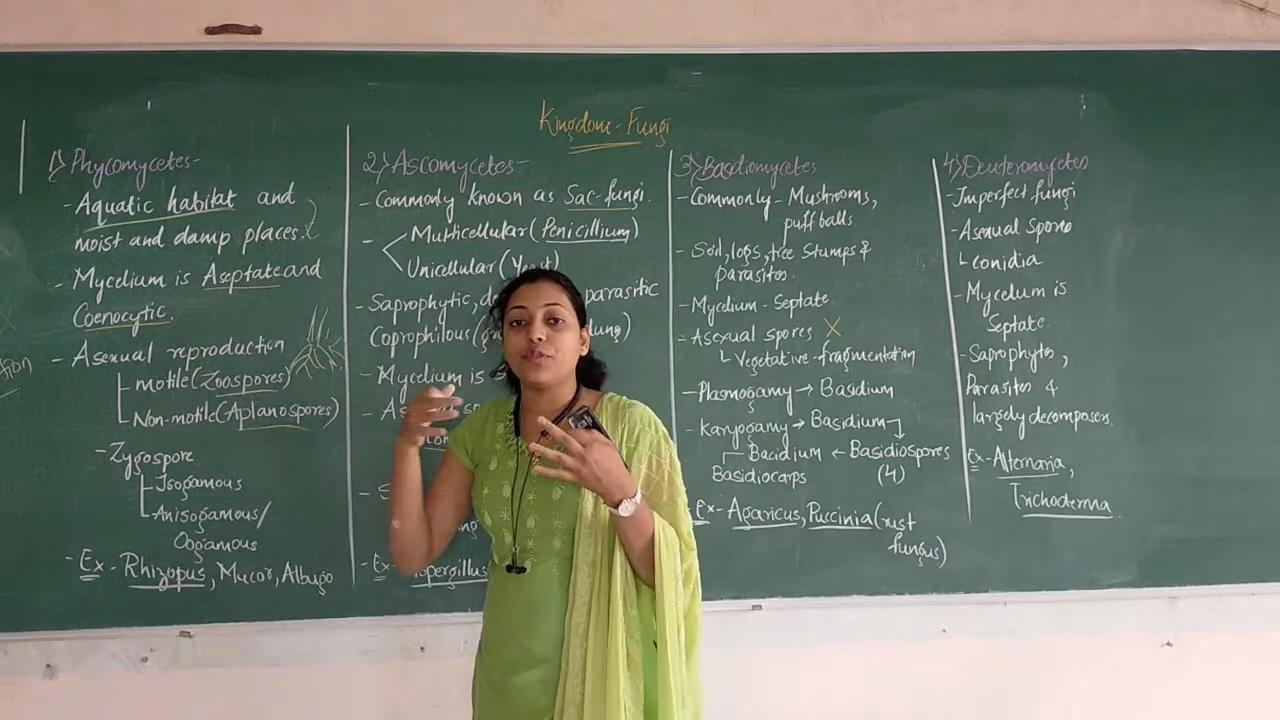 Kingdom-Fungi
1) Phycomycetes-
- Aquatic habitat and
moist and damp places.
- Mycelium is Aseptate and
Coenocytic.
- Asexual reproduction
motile (Zoospores)
Non-motile (Aplanospores)
- Zygospore
- Isogamous
- Anisogamous/
Oogamous
- Ex - Rhizopus, Mucor, Albugo
2) Ascomycetes-
- Commonly known as Sac-fungi.
- Multicellular (Penicillium)
Unicellular (Yeast
- Saprophytic, parasitic
Coprophilous dung)
- Mycelium is
- Ex-
3) Basdiomycetes
- Commonly - Mushrooms,
puff balls
- Soil, logs, tree stumps &
parasites.
- Mycelium - Septate
- Asexual spores X
Vegetative-fragmentation
- Plasmogamy → Basidium
- Karyogamy → Basidium
Basidium ← Basidiospores
Basidiocarps (4)
Ex - Agaricus, Puccinia (rust
fungus)
4) Deuteromycetes
- Imperfect fungi
- Asexual spores
Conidia
- Mycelum is
Septate.
- Saprophytes,
Parasites &
largely decomposers.
Ex - Alternaria,
Trichoderma